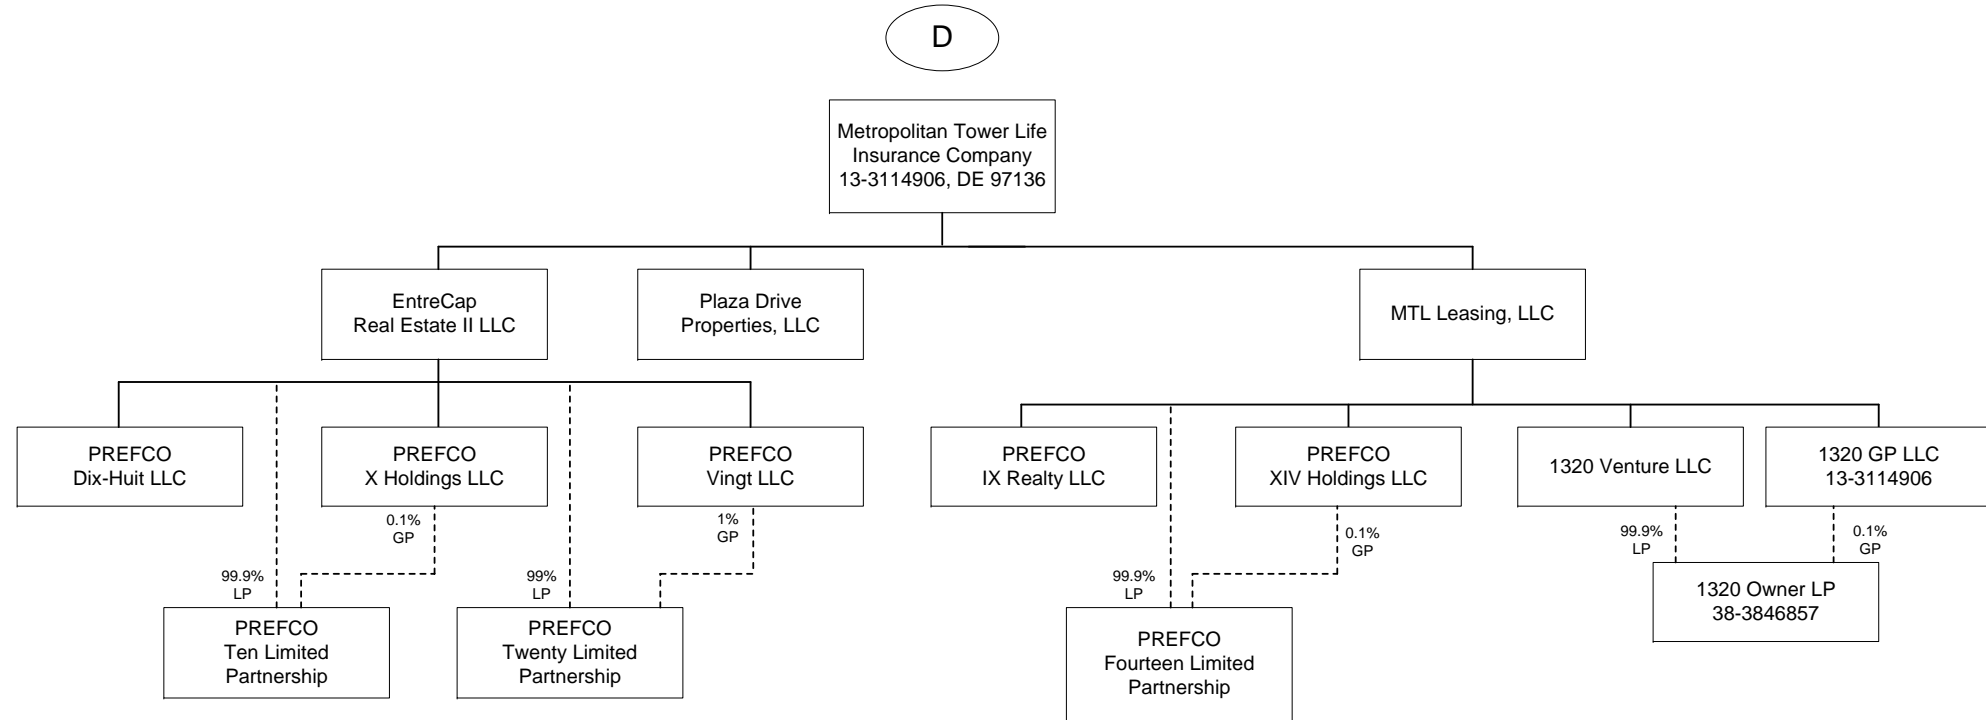 D
Metropolitan Tower Life
Insurance Company
13-3114906, DE 97136
EntreCap
Real Estate II LLC
Plaza Drive
Properties, LLC
MTL Leasing, LLC
PREFCO
Dix-Huit LLC
PREFCO
X Holdings LLC
PREFCO
Vingt LLC
PREFCO
IX Realty LLC
PREFCO
XIV Holdings LLC
1320 Venture LLC
1320 GP LLC
13-3114906
0.1%
GP
1%
GP
0.1%
GP
99.9%
LP
0.1%
GP
99.9%
LP
99%
LP
99.9%
LP
1320 Owner LP
38-3846857
PREFCO
Ten Limited
Partnership
PREFCO
Twenty Limited
Partnership
PREFCO
Fourteen Limited
Partnership